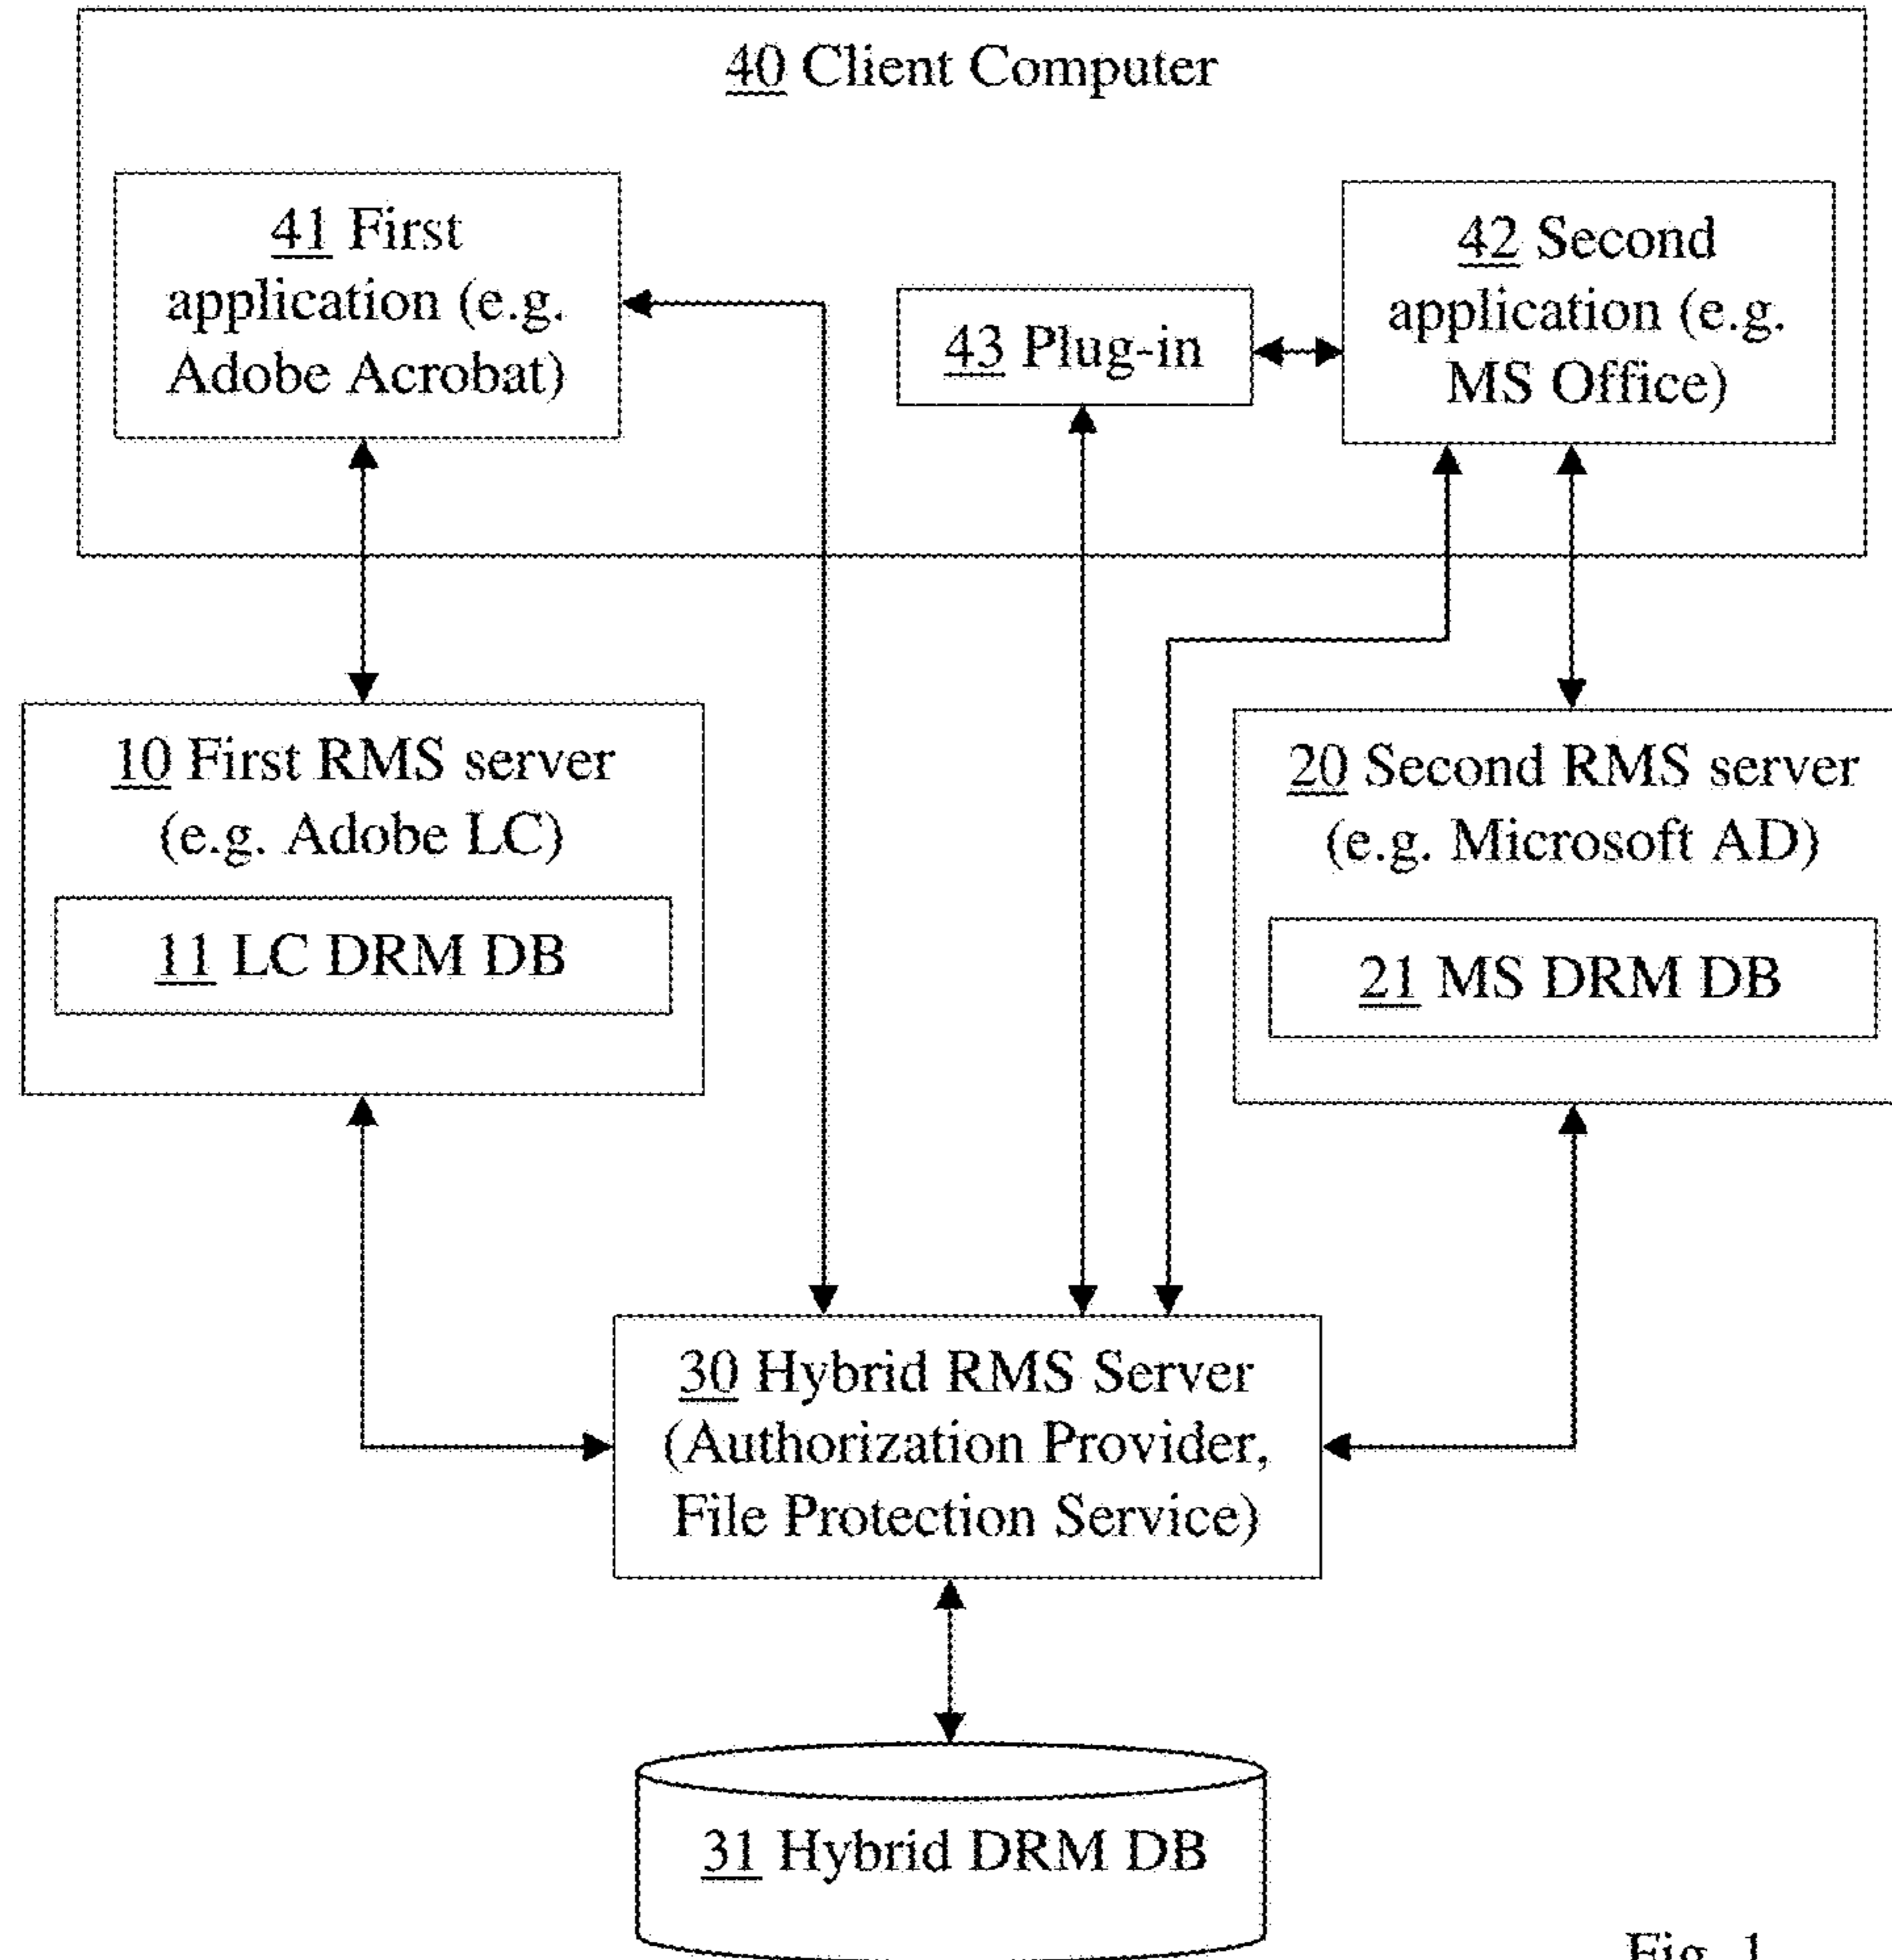 40 Client Computer
41 First
application (e.g.
Adobe Acrobat)
43 Plug-in
42 Second
application (e.g.
MS Office)
10 First RMS server
(e.g. Adobe LC)
11 LC DRM DB
20 Second RMS server
(e.g. Microsoft AD)
21 MS DRM DB
30 Hybrid RMS Server
(Authorization Provider,
File Protection Service)
31 Hybrid DRM DB
Fig. 1